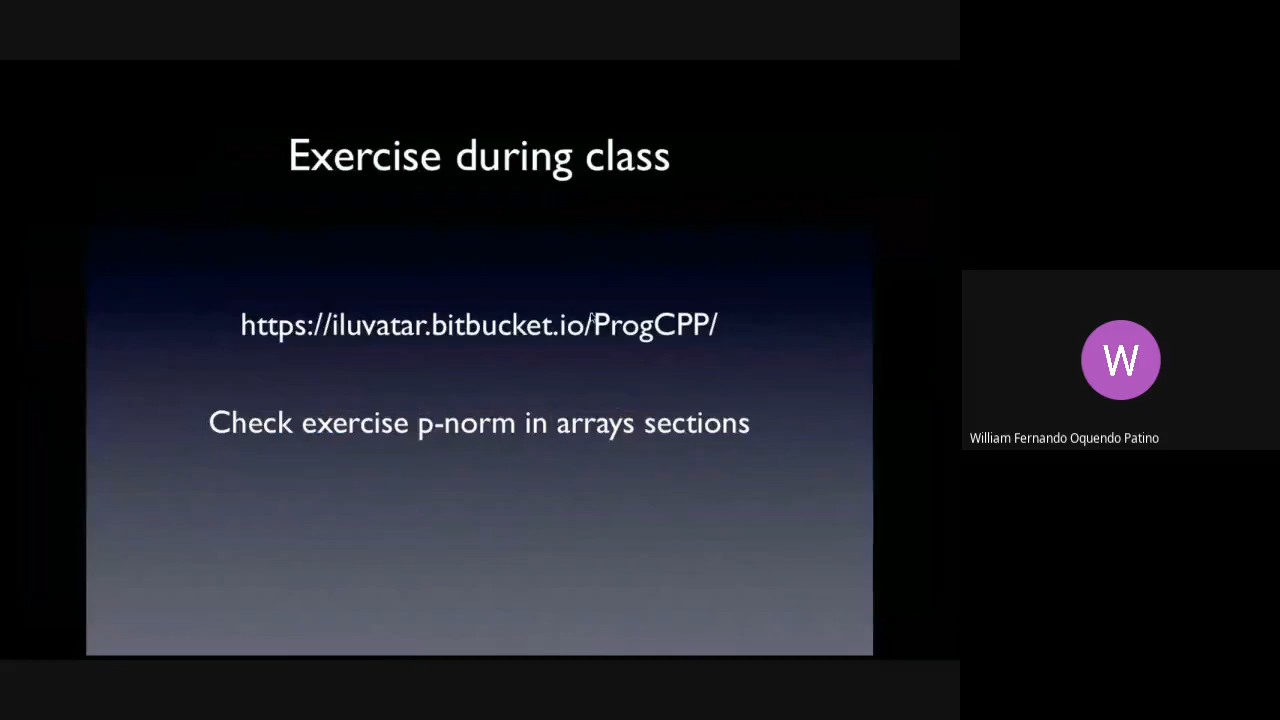 Exercise during class
https://iluvatar.bitbucket.io/ProgCPP/
Check exercise p-norm in arrays sections
W
William Fernando Oquendo Patino